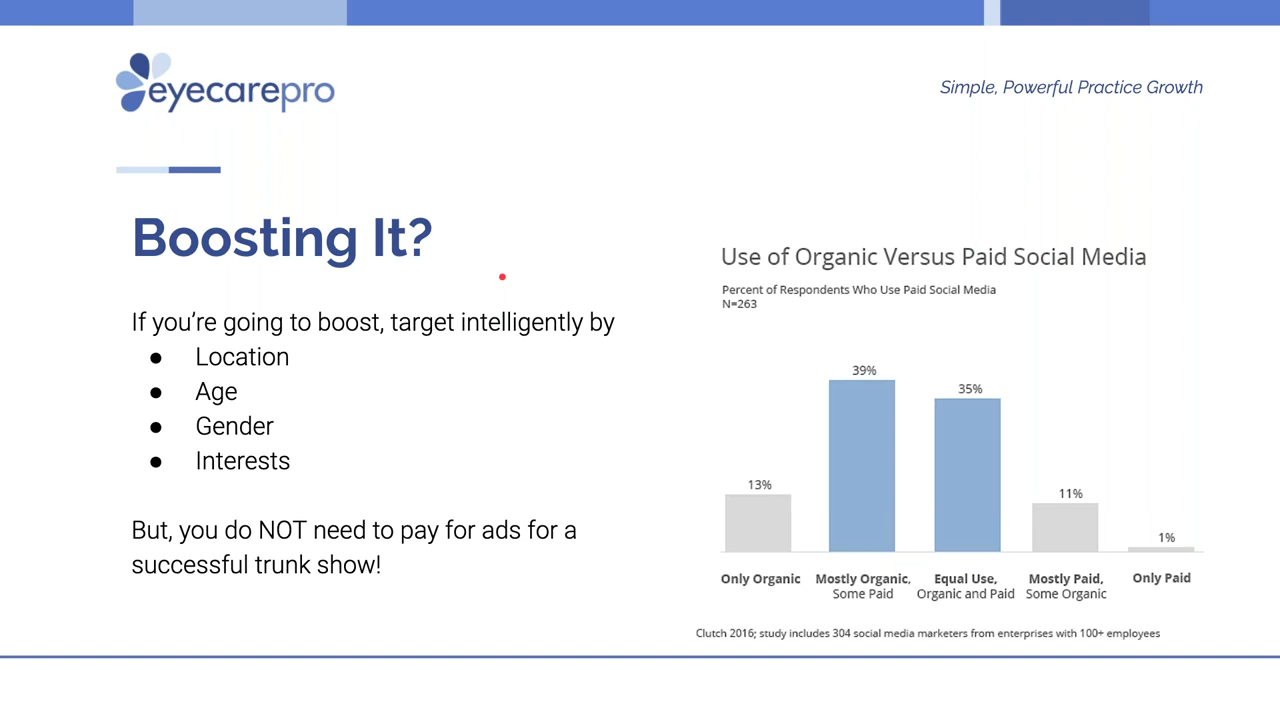 eyecarepro
Simple, Powerful Practice Growth
Boosting It?
If you’re going to boost, target intelligently by
● Location
● Age
● Gender
● Interests
But, you do NOT need to pay for ads for a
successful trunk show!
Use of Organic Versus Paid Social Media
Percent of Respondents Who Use Paid Social Media
N=263
13%
39%
35%
11%
1%
Only Organic
Mostly Organic,
Some Paid
Equal Use,
Organic and Paid
Mostly Paid,
Some Organic
Only Paid
Clutch 2016; study includes 304 social media marketers from enterprises with 100+ employees